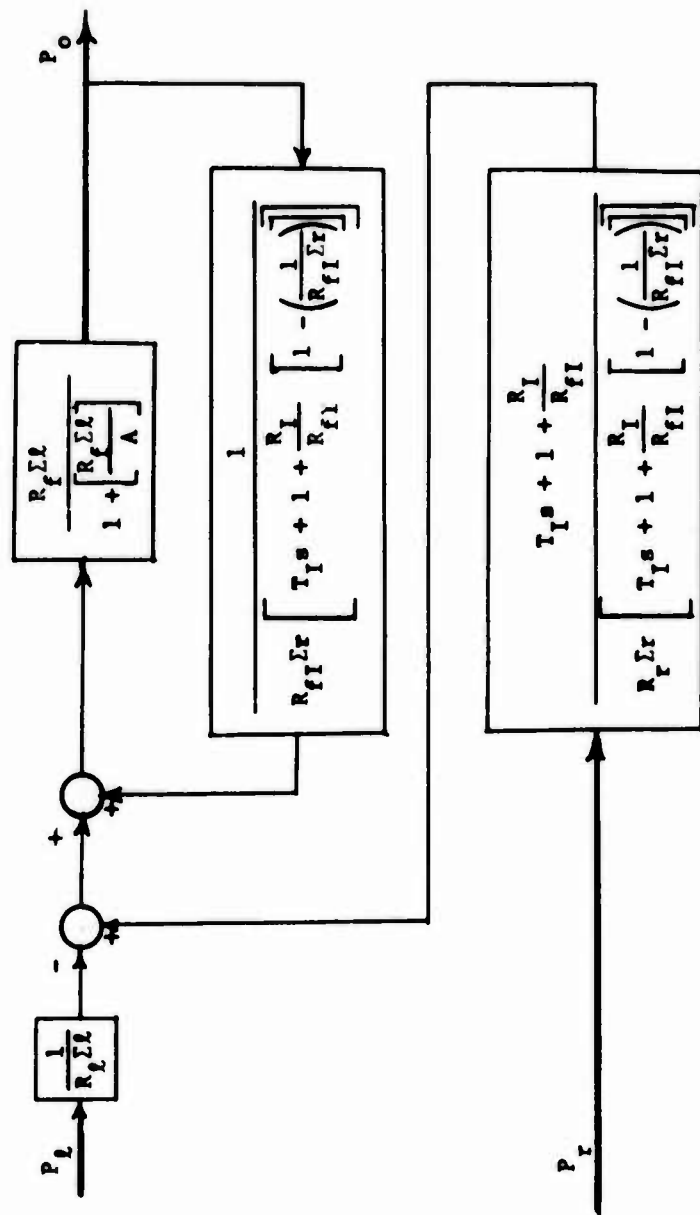 P_ℓ
1
R_ℓ Σℓ
-
+
+
+
R_f Σℓ
1 + [R_f Σℓ / A]
P_o
1
R_fI Σr [T_I s + 1 + R_I / R_fI [1 - (1 / R_fI Σr)]]
P_r
T_I s + 1 + R_I / R_fI
R_r Σr [T_I s + 1 + R_I / R_fI [1 - (1 / R_fI Σr)]]